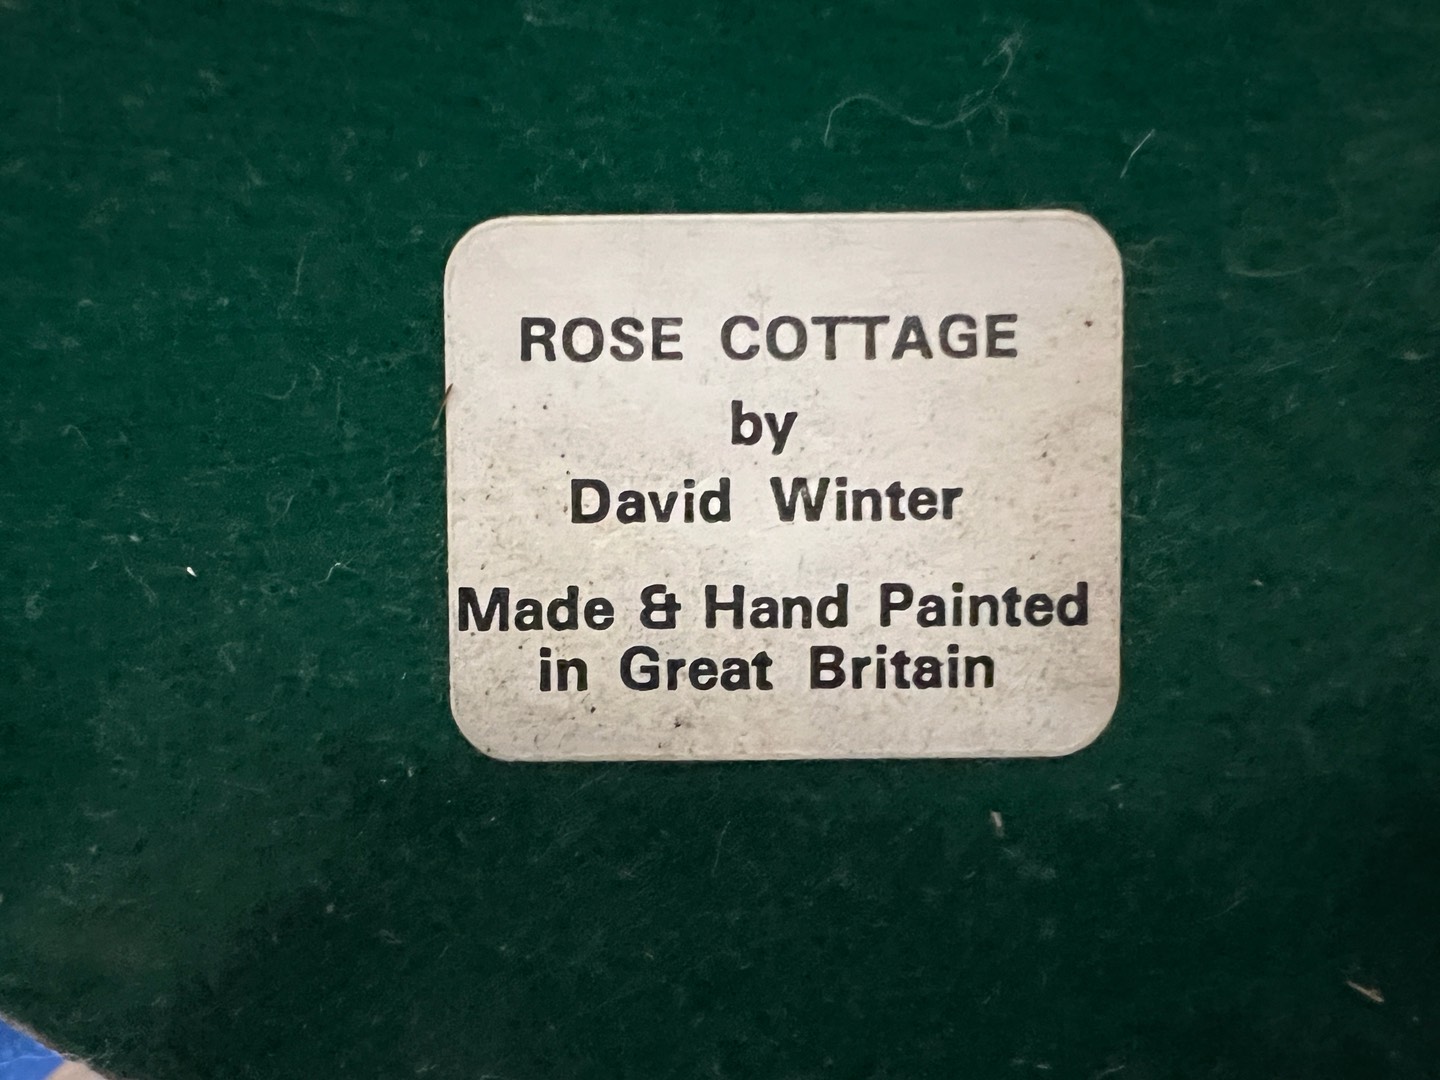 ROSE COTTAGE
by
David Winter
Made & Hand Painted
in Great Britain